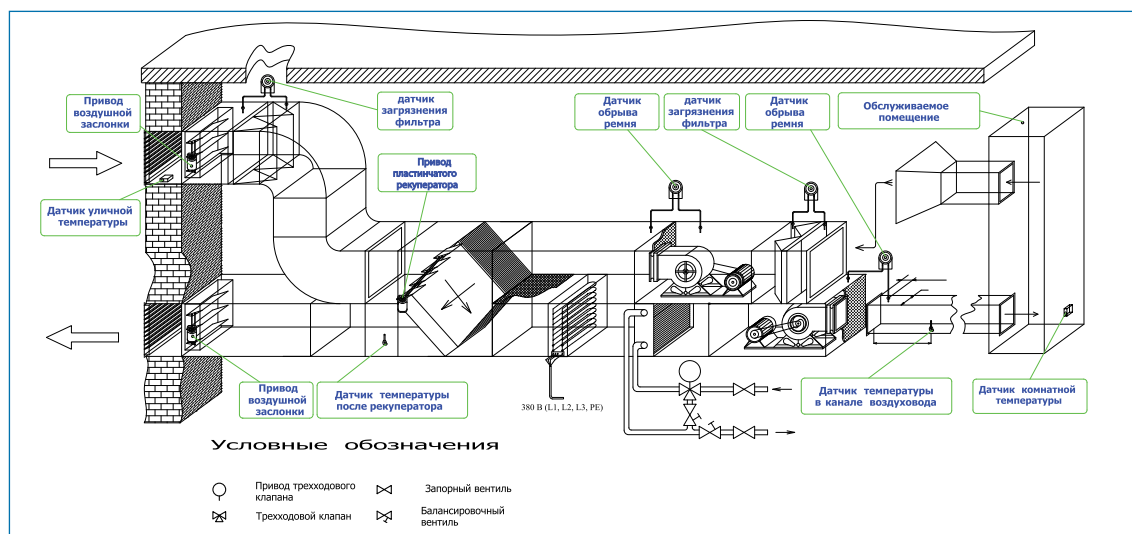 Привод
воздушной
заслонки
датчик
загрязнения
фильтра
Датчик
обрыва
ремня
датчик
загрязнения
фильтра
Датчик
обрыва
ремня
Обслуживаемое
помещение
Привод
пластинчатого
рекуператора
Датчик уличной
температуры
Привод
воздушной
заслонки
Датчик температуры
после рекуператора
380 В (L1, L2, L3, PE)
Датчик температуры
в канале воздуховода
Датчик комнатной
температуры
Условные обозначения
Привод трехходового
клапана
Запорный вентиль
Трехходовой клапан
Балансировочный
вентиль